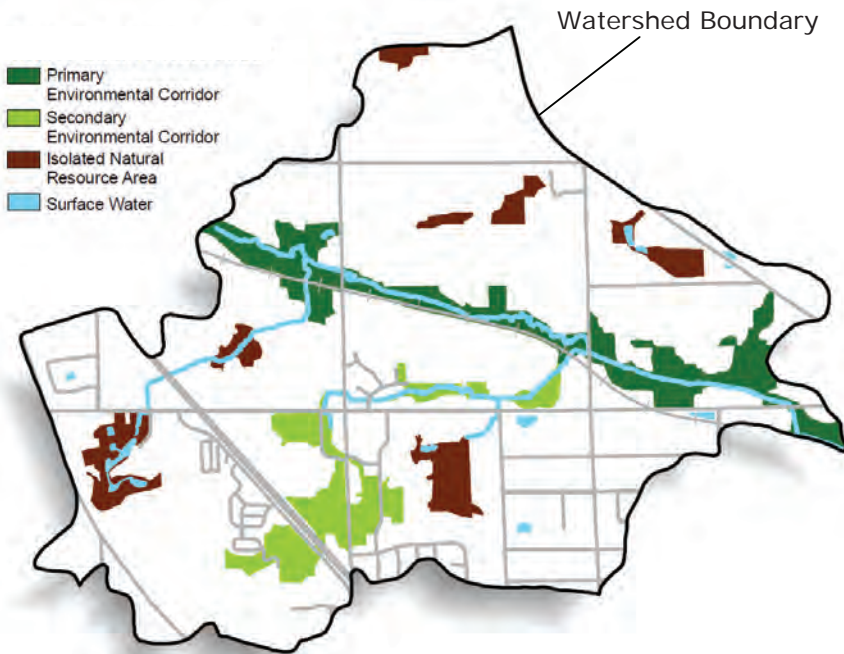 Watershed Boundary
Primary
Environmental Corridor
Secondary
Environmental Corridor
Isolated Natural
Resource Area
Surface Water